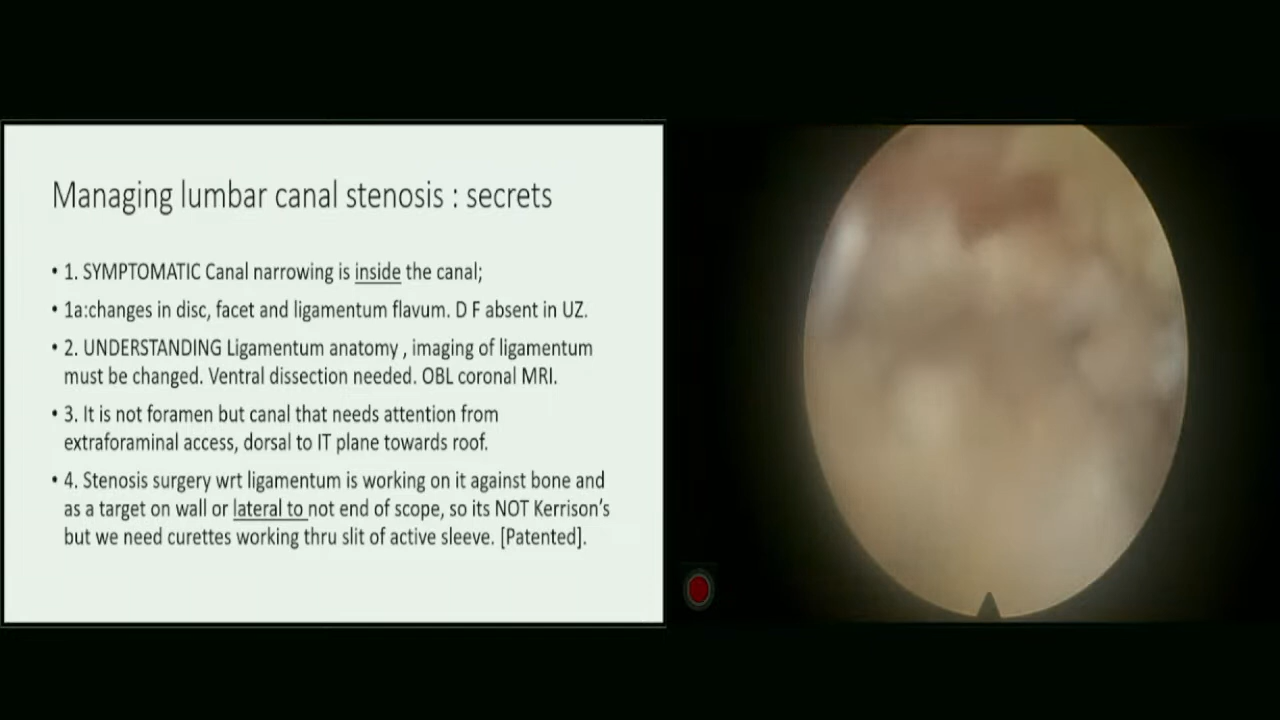 Managing lumbar canal stenosis : secrets
• 1. SYMPTOMATIC Canal narrowing is inside the canal;
• 1a:changes in disc, facet and ligamentum flavum. D F absent in UZ.
• 2. UNDERSTANDING Ligamentum anatomy , imaging of ligamentum
must be changed. Ventral dissection needed. OBL coronal MRI.
• 3. It is not foramen but canal that needs attention from
extraforaminal access, dorsal to IT plane towards roof.
• 4. Stenosis surgery wrt ligamentum is working on it against bone and
as a target on wall or lateral to not end of scope, so its NOT Kerrison's
but we need curettes working thru slit of active sleeve. [Patented].